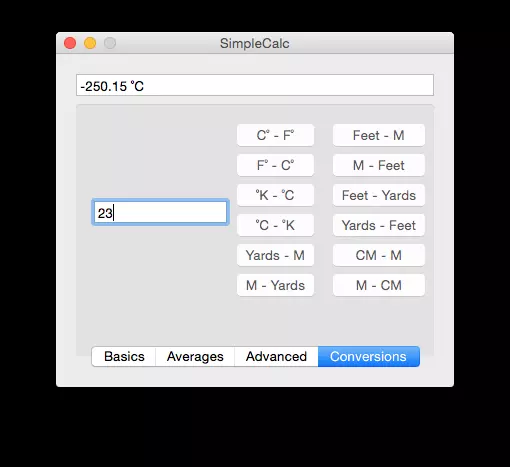 SimpleCalc
-250.15 ˚C
C˚ - F˚
Feet - M
F˚ - C˚
M - Feet
˚K - ˚C
Feet - Yards
23
˚C - ˚K
Yards - Feet
Yards - M
CM - M
M - Yards
M - CM
Basics
Averages
Advanced
Conversions